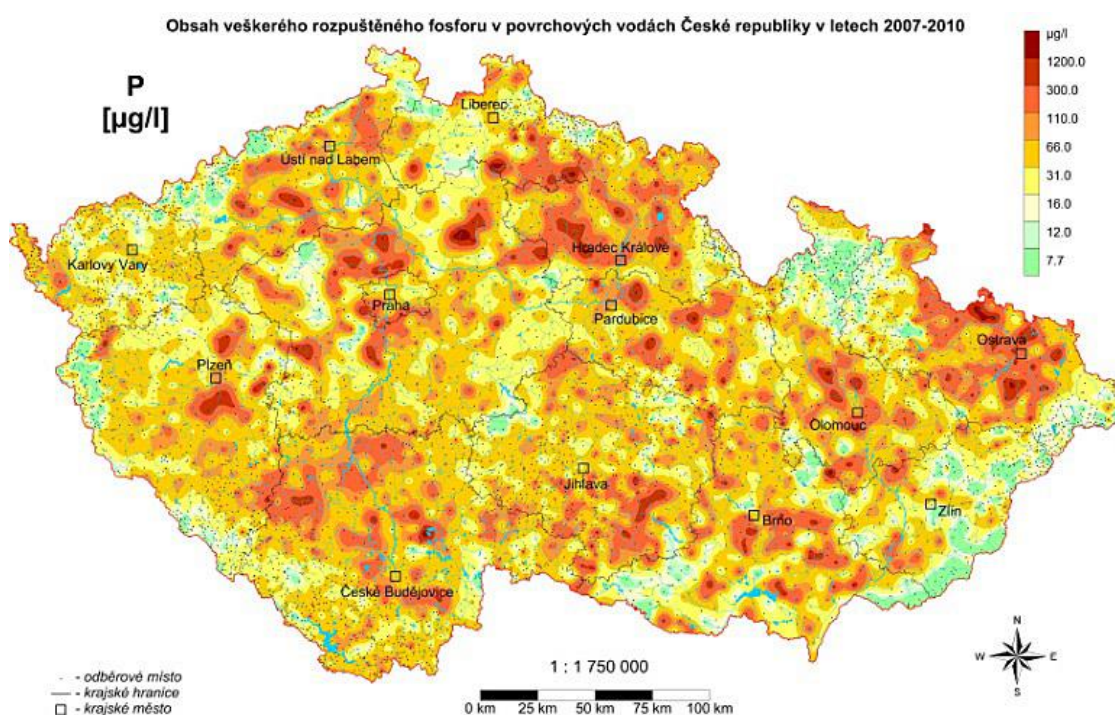 Obsah veškerého rozpuštěného fosforu v povrchových vodách České republiky v letech 2007-2010
P
[µg/l]
µg/l
1200.0
300.0
110.0
66.0
31.0
16.0
12.0
7.7
Liberec
Ústí nad Labem
Karlovy Vary
Hradec Králové
Praha
Pardubice
Plzeň
Ostrava
Olomouc
Jihlava
Brno
Zlín
České Budějovice
- odběrové místo
- krajské hranice
- krajské město
1 : 1 750 000
0 km 25 km 50 km 75 km 100 km
N
W E
S